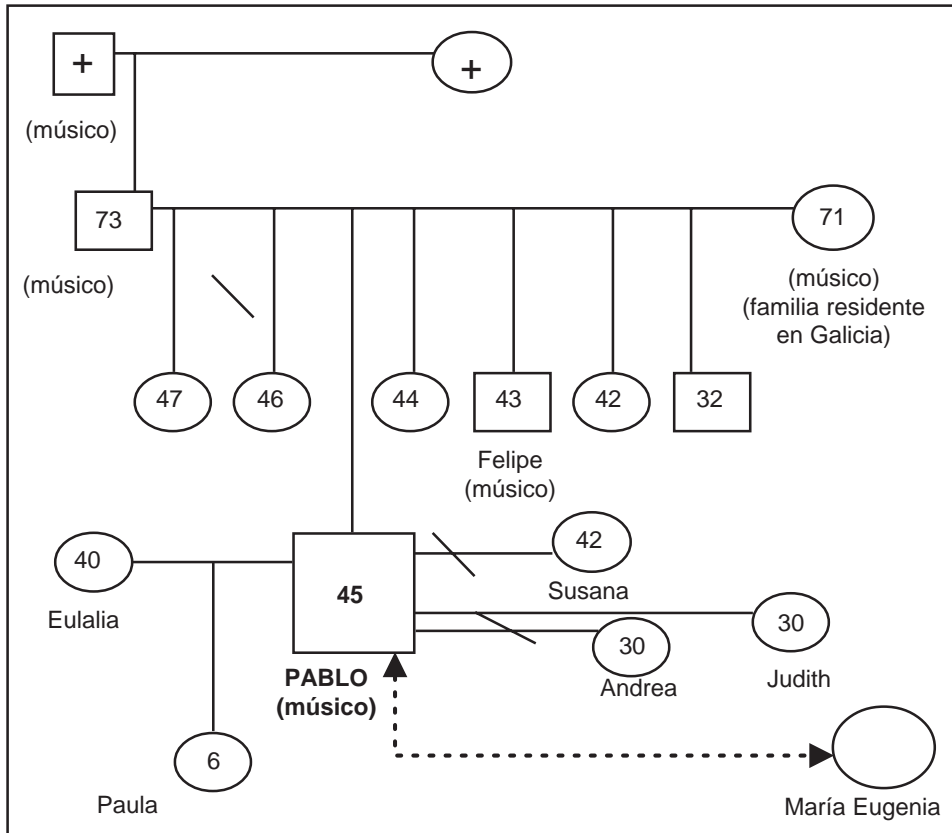 + +
(músico)
73 71
(músico) (músico)
(familia residente
en Galicia)
47 46 44 43 42 32
Felipe
(músico)
42
40 45
Susana
Eulalia
30 30
PABLO Andrea Judith
(músico)
6
Paula María Eugenia